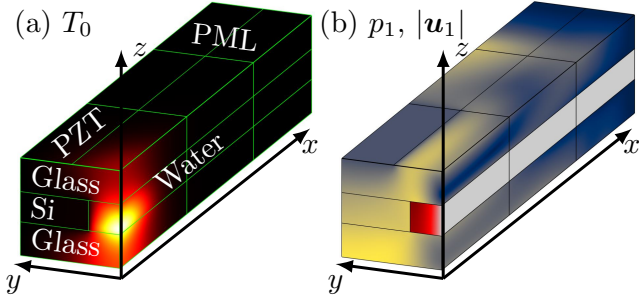 (a) T₀
z
PML
PZT
Water
Glass
Si
Glass
x
y
(b) p₁, |𝒖₁|
z
x
y